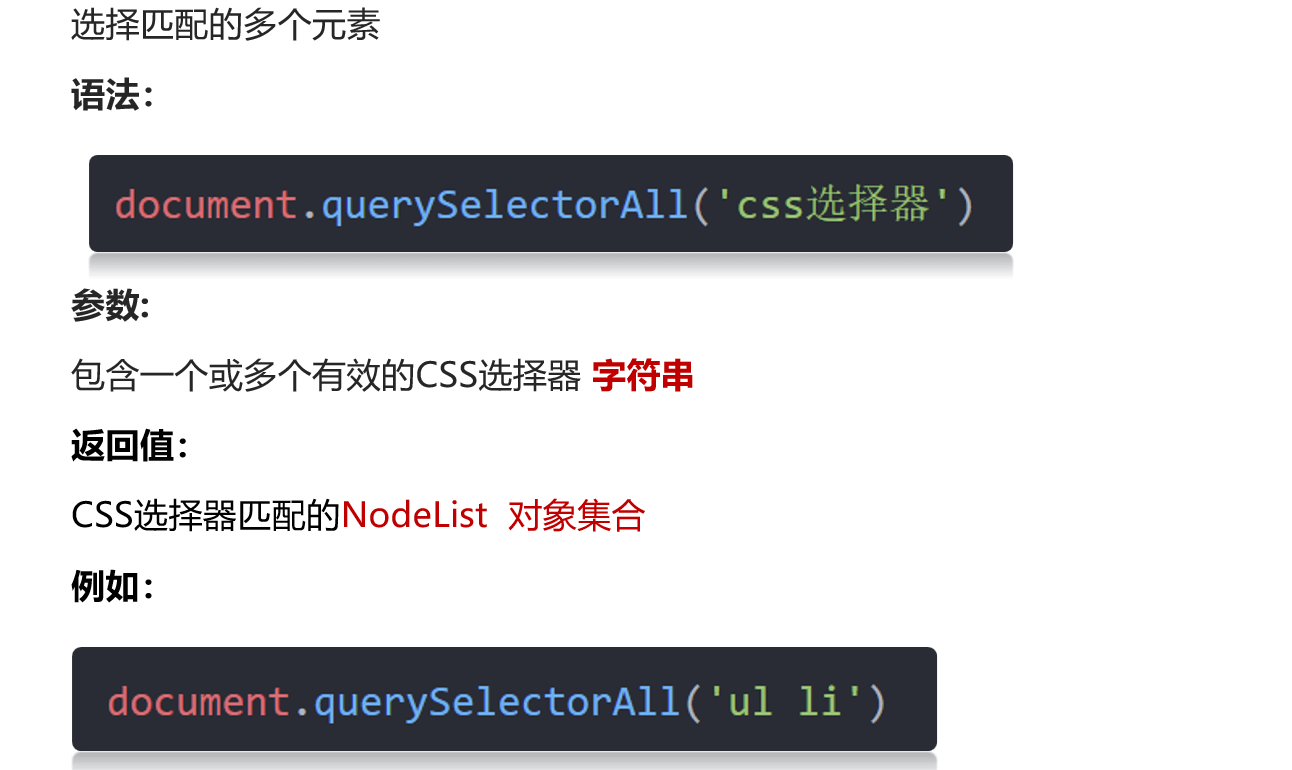 选择匹配的多个元素
语法：
document.querySelectorAll('css选择器')
参数:
包含一个或多个有效的CSS选择器 字符串
返回值：
CSS选择器匹配的NodeList 对象集合
例如：
document.querySelectorAll('ul li')